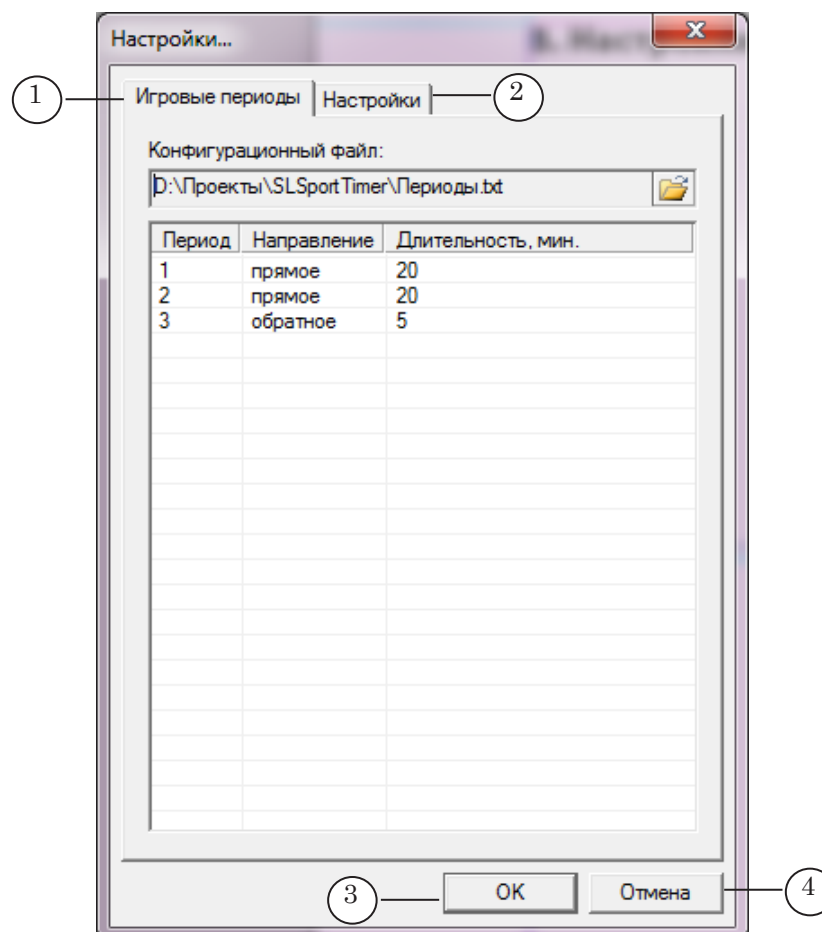 Настройки...
1
Игровые периоды
Настройки
2
Конфигурационный файл:
D:\Проекты\SLSportTimer\Периоды.txt
Период Направление Длительность, мин.
1 прямое 20
2 прямое 20
3 обратное 5
3
OK
Отмена
4